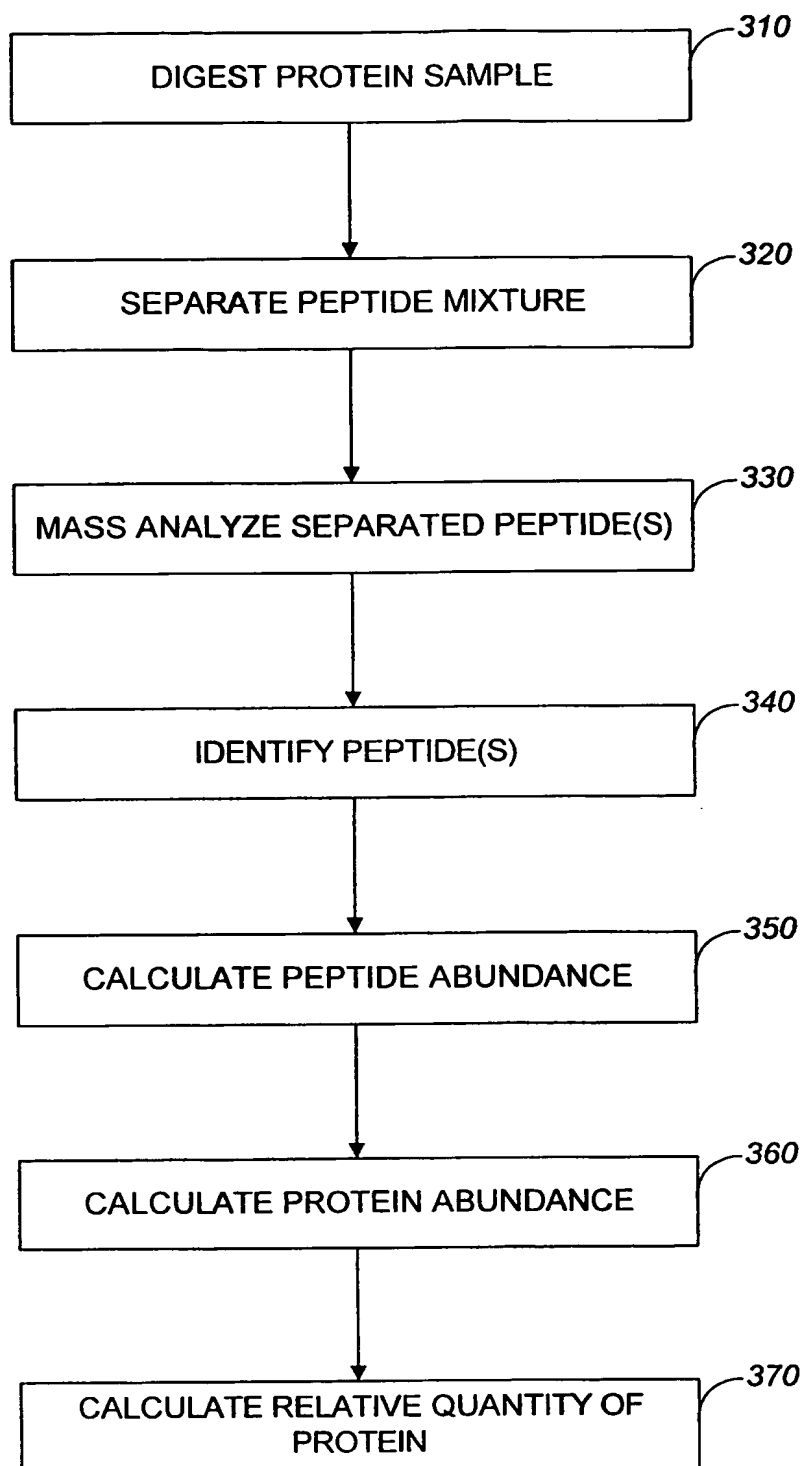 310
DIGEST PROTEIN SAMPLE
320
SEPARATE PEPTIDE MIXTURE
330
MASS ANALYZE SEPARATED PEPTIDE(S)
340
IDENTIFY PEPTIDE(S)
350
CALCULATE PEPTIDE ABUNDANCE
360
CALCULATE PROTEIN ABUNDANCE
370
CALCULATE RELATIVE QUANTITY OF
PROTEIN